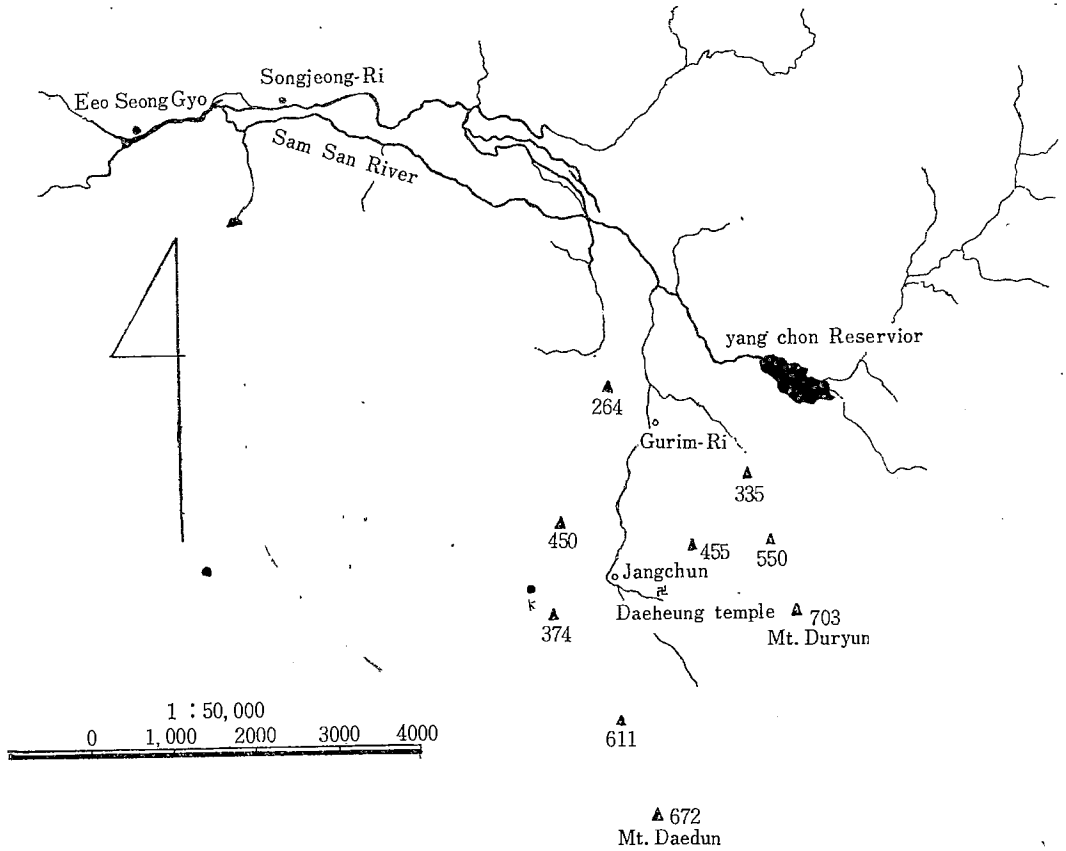 Songjeong-Ri
Eeo Seong Gyo
Sam San River
yang chon Reservior
264
Gurim-Ri
335
450
455
550
Jangchun
卍
K
Daeheung temple
374
703
Mt. Duryun
1 : 50,000
0 1,000 2000 3000 4000
611
672
Mt. Daedun